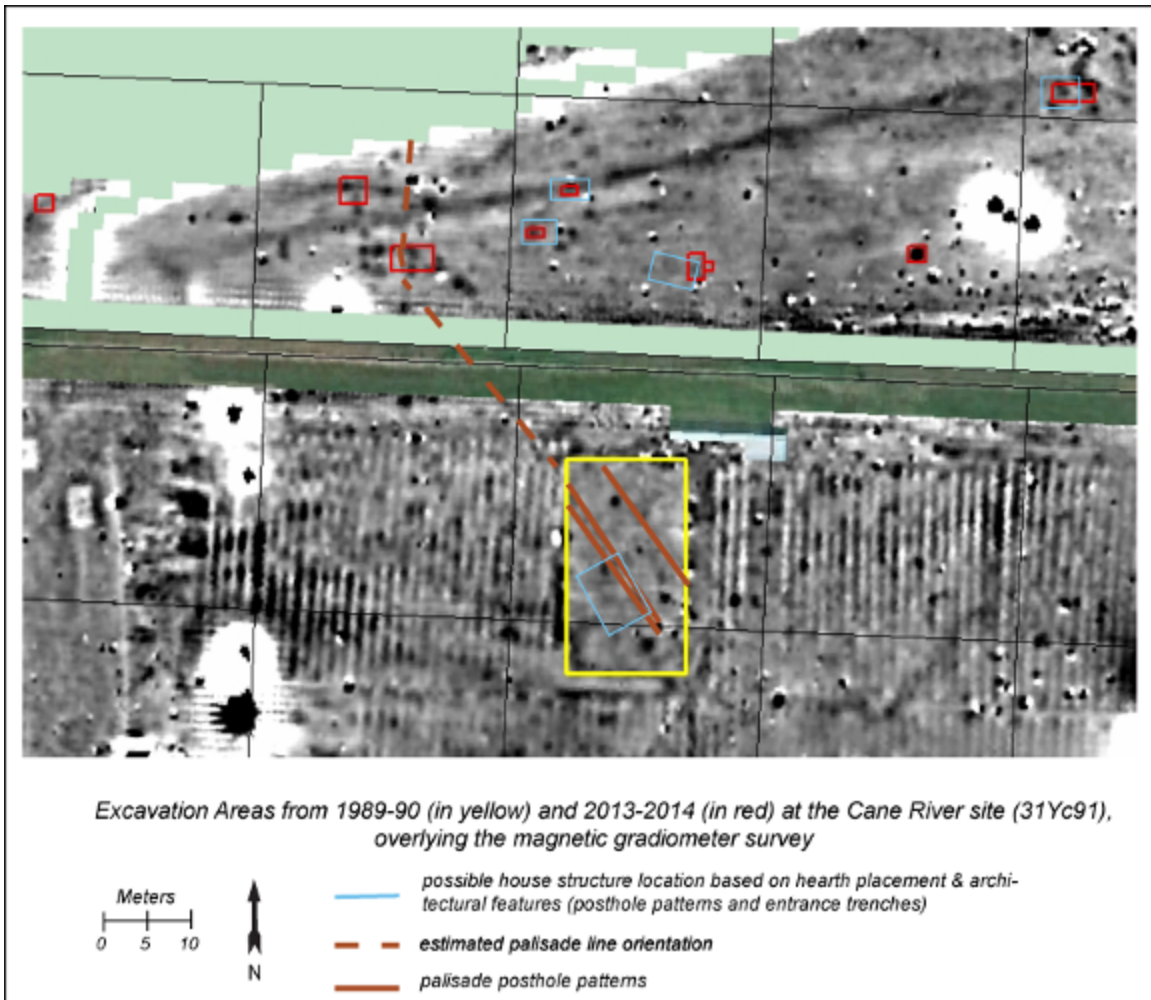 Excavation Areas from 1989-90 (in yellow) and 2013-2014 (in red) at the Cane River site (31Yc91),
overlying the magnetic gradiometer survey
possible house structure location based on hearth placement & archi-
tectural features (posthole patterns and entrance trenches)
Meters
0 5 10
N
estimated palisade line orientation
palisade posthole patterns